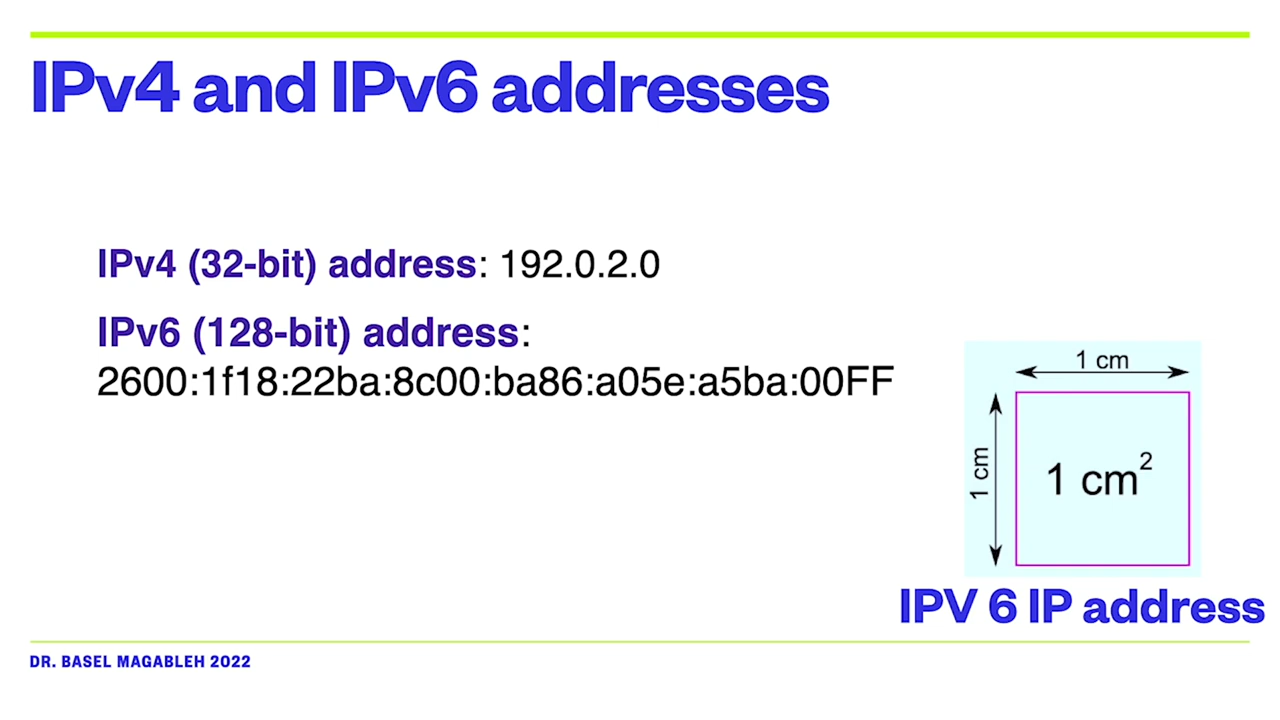 IPv4 and IPv6 addresses
IPv4 (32-bit) address: 192.0.2.0
IPv6 (128-bit) address:
2600:1f18:22ba:8c00:ba86:a05e:a5ba:00FF
1 cm
1 cm
1 cm²
IPV 6 IP address
DR. BASEL MAGABLEH 2022